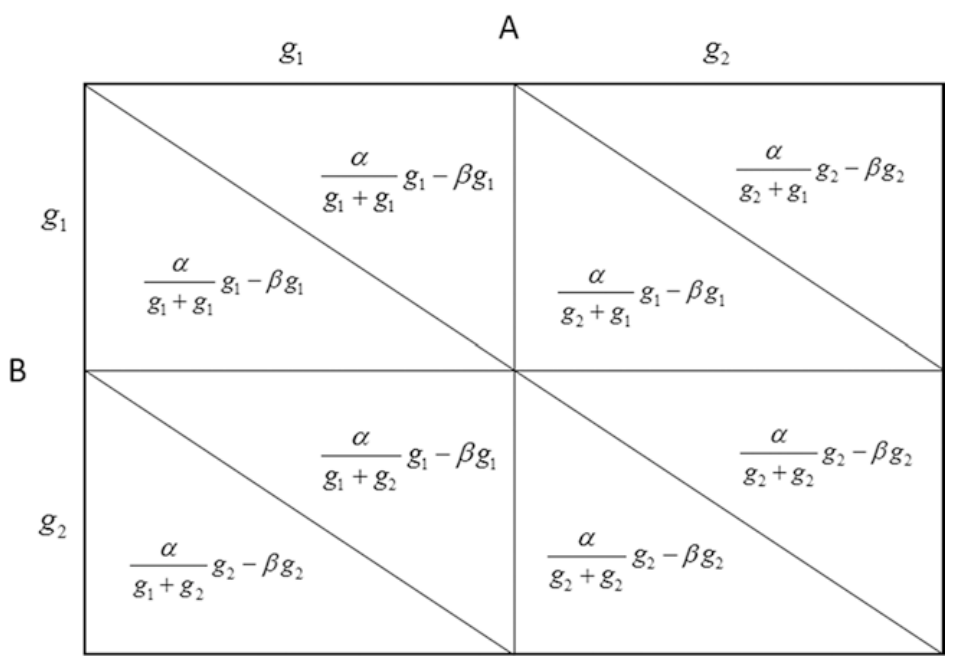 A
g₁ g₂
g₁
α/(g₁ + g₁) g₁ − βg₁
α/(g₁ + g₁) g₁ − βg₁
α/(g₂ + g₁) g₂ − βg₂
α/(g₂ + g₁) g₁ − βg₁
B
g₂
α/(g₁ + g₂) g₁ − βg₁
α/(g₁ + g₂) g₂ − βg₂
α/(g₂ + g₂) g₂ − βg₂
α/(g₂ + g₂) g₂ − βg₂